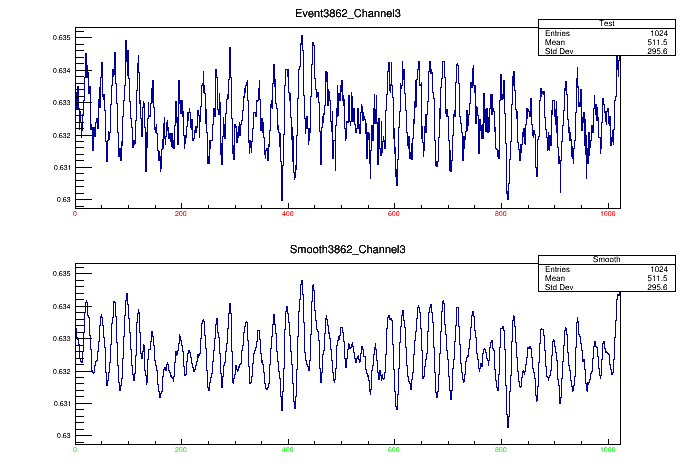 Event3862_Channel3
Test
Entries 1024
Mean 511.5
Std Dev 295.6
0.635
0.634
0.633
0.632
0.631
0.63
0 200 400 600 800 1000
Smooth3862_Channel3
Smooth
Entries 1024
Mean 511.5
Std Dev 295.6
0.635
0.634
0.633
0.632
0.631
0.63
0 200 400 600 800 1000